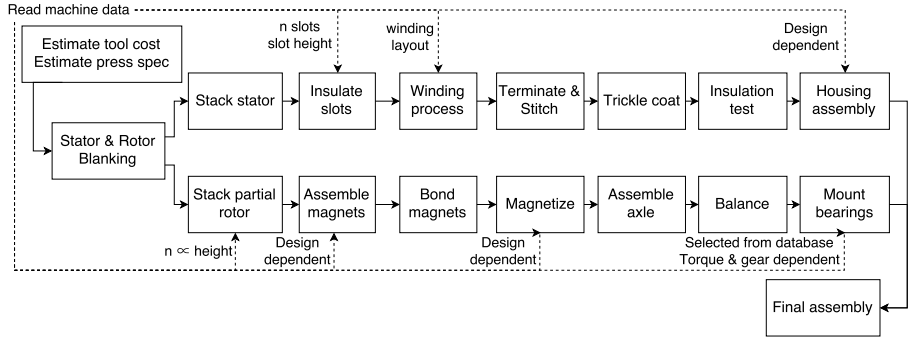 Read machine data
Estimate tool cost
Estimate press spec
n slots
slot height
winding
layout
Design
dependent
Stack stator
Insulate
slots
Winding
process
Terminate &
Stitch
Trickle coat
Insulation
test
Housing
assembly
Stator & Rotor
Blanking
Stack partial
rotor
Assemble
magnets
Bond
magnets
Magnetize
Assemble
axle
Balance
Mount
bearings
n ∝ height
Design
dependent
Design
dependent
Selected from database
Torque & gear dependent
Final assembly